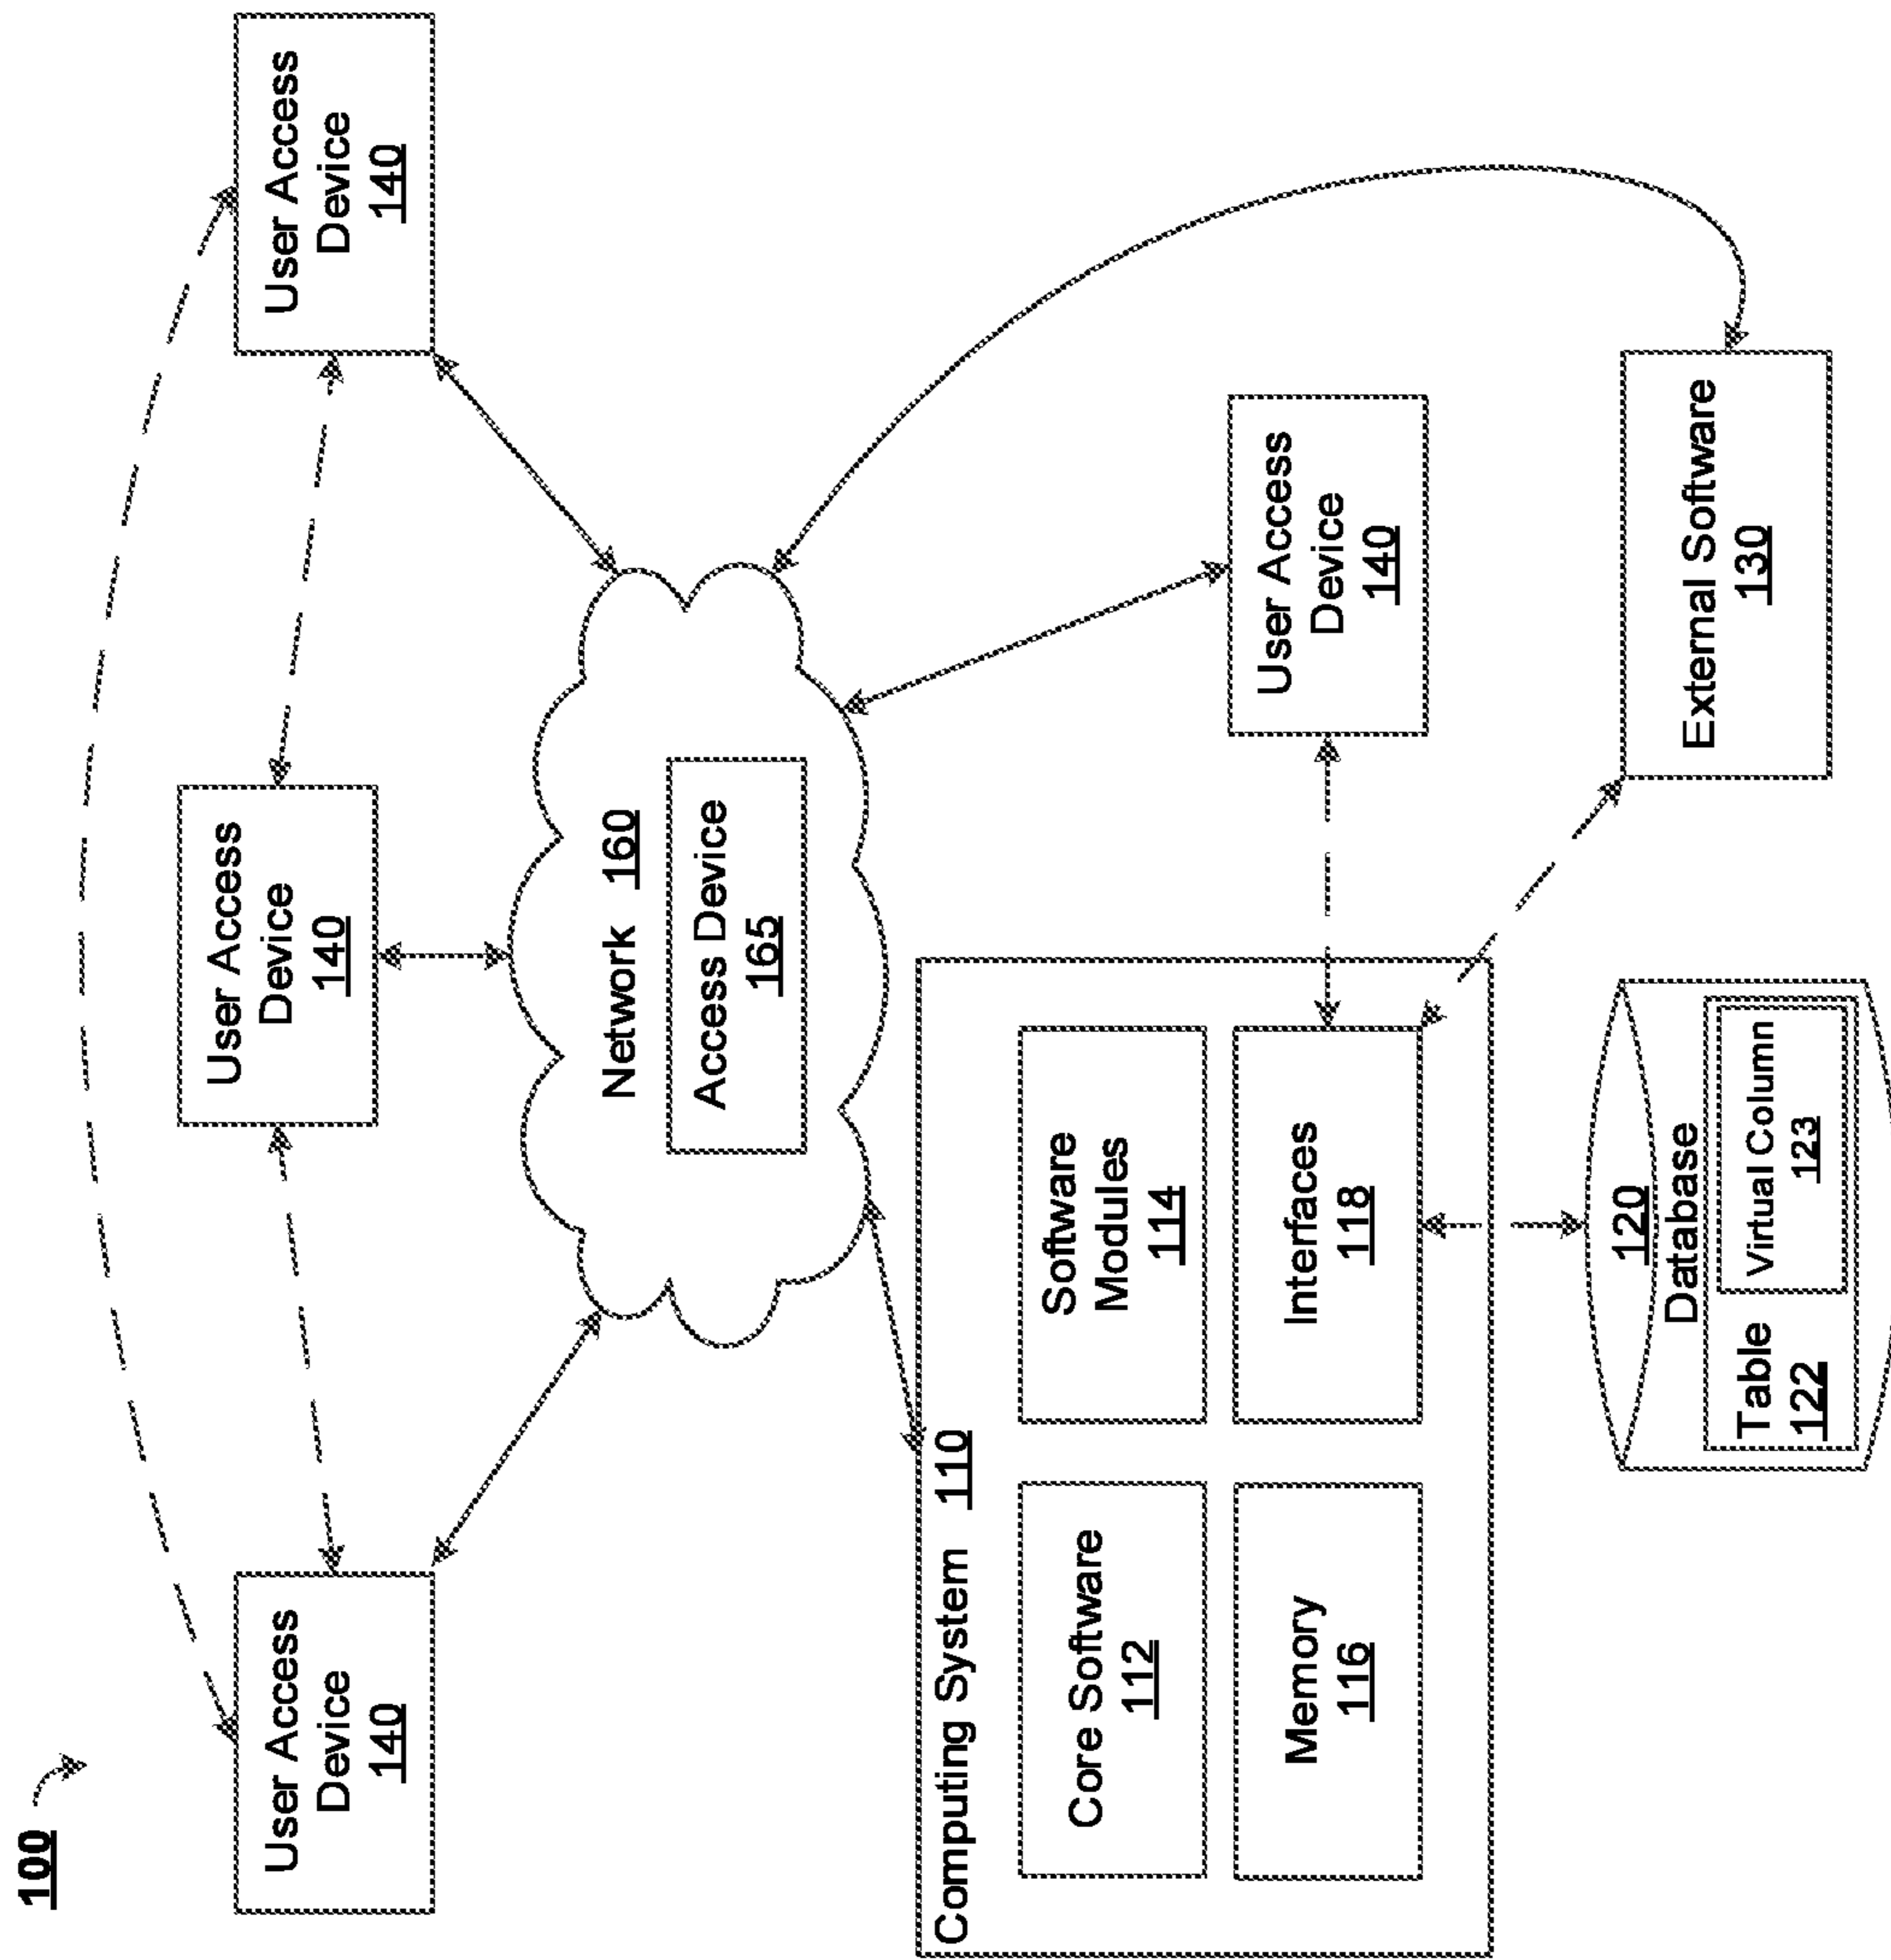 100
User Access
Device
140
User Access
Device
140
User Access
Device
140
Network 160
Access Device
165
Computing System 110
Core Software
112
Software
Modules
114
Memory
116
Interfaces
118
User Access
Device
140
120
Database
Table
122
Virtual Column
123
External Software
130